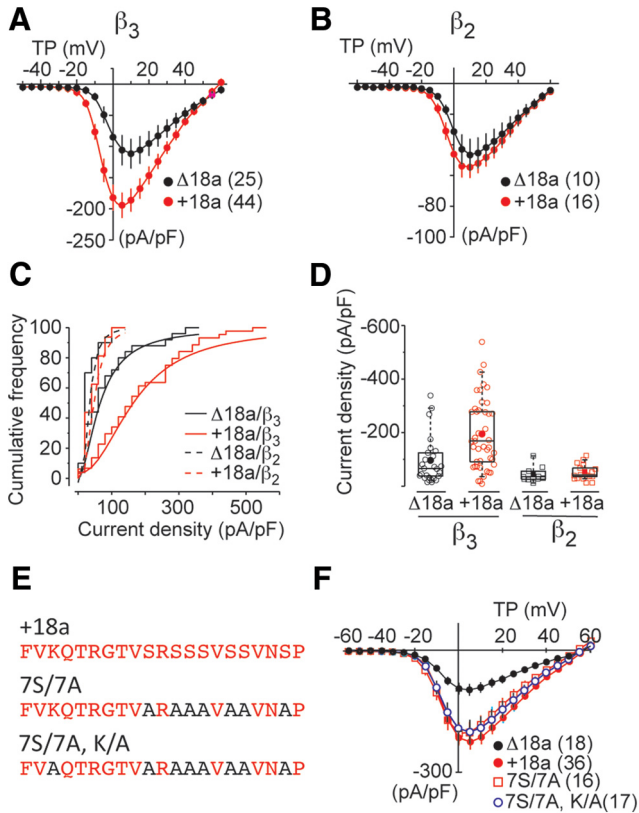 A
β3
TP (mV)
-40 -20 20 40
-200
-250
(pA/pF)
Δ18a (25)
+18a (44)
B
β2
TP (mV)
-40 -20 20 40
-80
-100
(pA/pF)
Δ18a (10)
+18a (16)
C
Cumulative frequency
100
80
60
40
20
0
100 300 500
Current density (pA/pF)
Δ18a/β3
+18a/β3
Δ18a/β2
+18a/β2
D
Current density (pA/pF)
-600
-400
-200
Δ18a +18a Δ18a +18a
β3 β2
E
+18a
FVKQTRGTVSRSSSVSSVNSP
7S/7A
FVKQTRGTVARAAAVAAVNAP
7S/7A, K/A
FVAQTRGTVARAAAVAAVNAP
F
TP (mV)
-60 -40 -20 20 40 60
-300
(pA/pF)
Δ18a (18)
+18a (36)
7S/7A (16)
7S/7A, K/A(17)